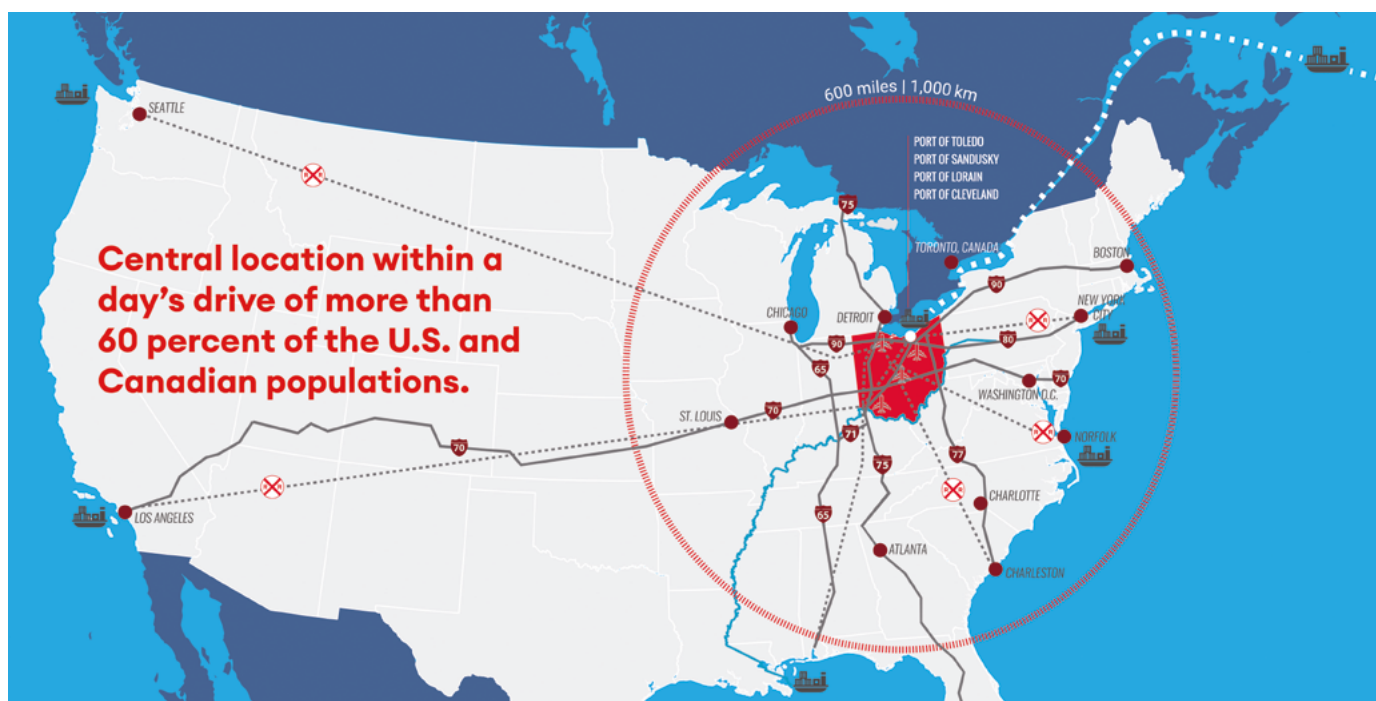 600 miles | 1,000 km
SEATTLE
PORT OF TOLEDO
PORT OF SANDUSKY
PORT OF LORAIN
PORT OF CLEVELAND
75
TORONTO, CANADA
BOSTON
Central location within a
day’s drive of more than
60 percent of the U.S. and
Canadian populations.
90
CHICAGO
DETROIT
NEW YORK
CITY
R R
90
80
65
70
WASHINGTON D.C.
ST. LOUIS
70
71
NORFOLK
70
75
77
CHARLOTTE
LOS ANGELES
65
ATLANTA
CHARLESTON